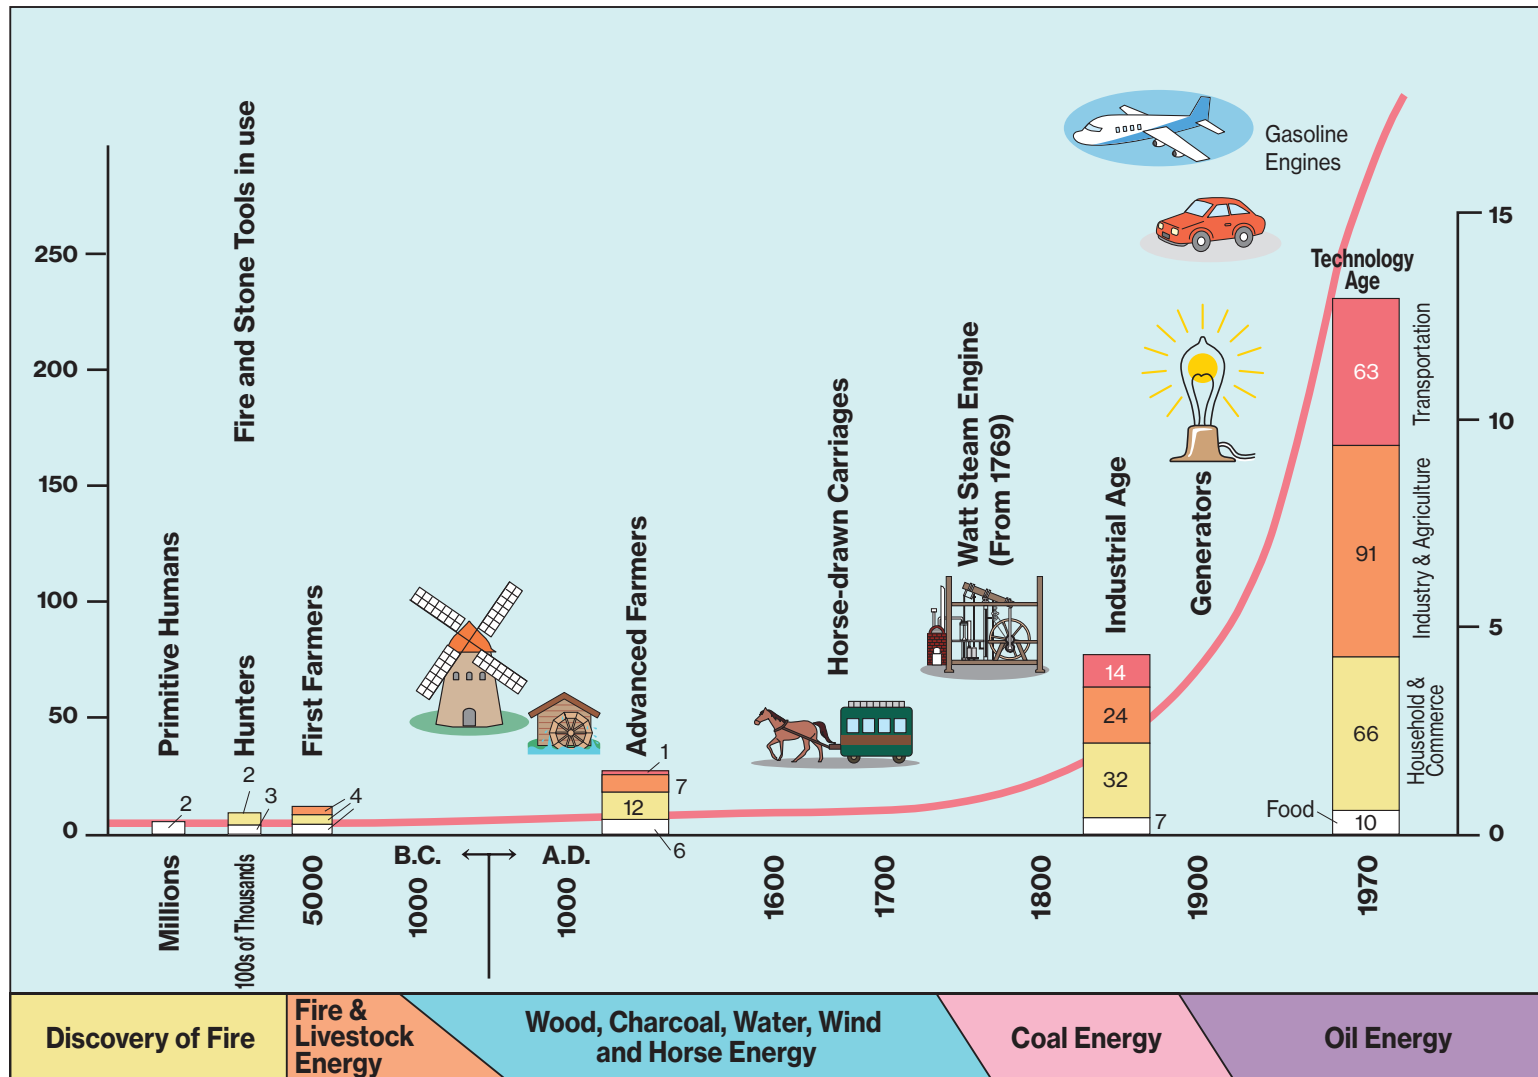 Fire and Stone Tools in use
Gasoline
Engines
250
200
150
100
50
0
15
10
5
0
Primitive Humans
Hunters
First Farmers
Advanced Farmers
Horse-drawn Carriages
Watt Steam Engine
(From 1769)
Industrial Age
Generators
Technology
Age
2
2
3
4
1
7
12
6
14
24
32
7
63
91
66
10
Food
Transportation
Industry & Agriculture
Household &
Commerce
B.C.
A.D.
Millions
100s of Thousands
5000
1000
1000
1600
1700
1800
1900
1970
Discovery of Fire
Fire &
Livestock
Energy
Wood, Charcoal, Water, Wind
and Horse Energy
Coal Energy
Oil Energy